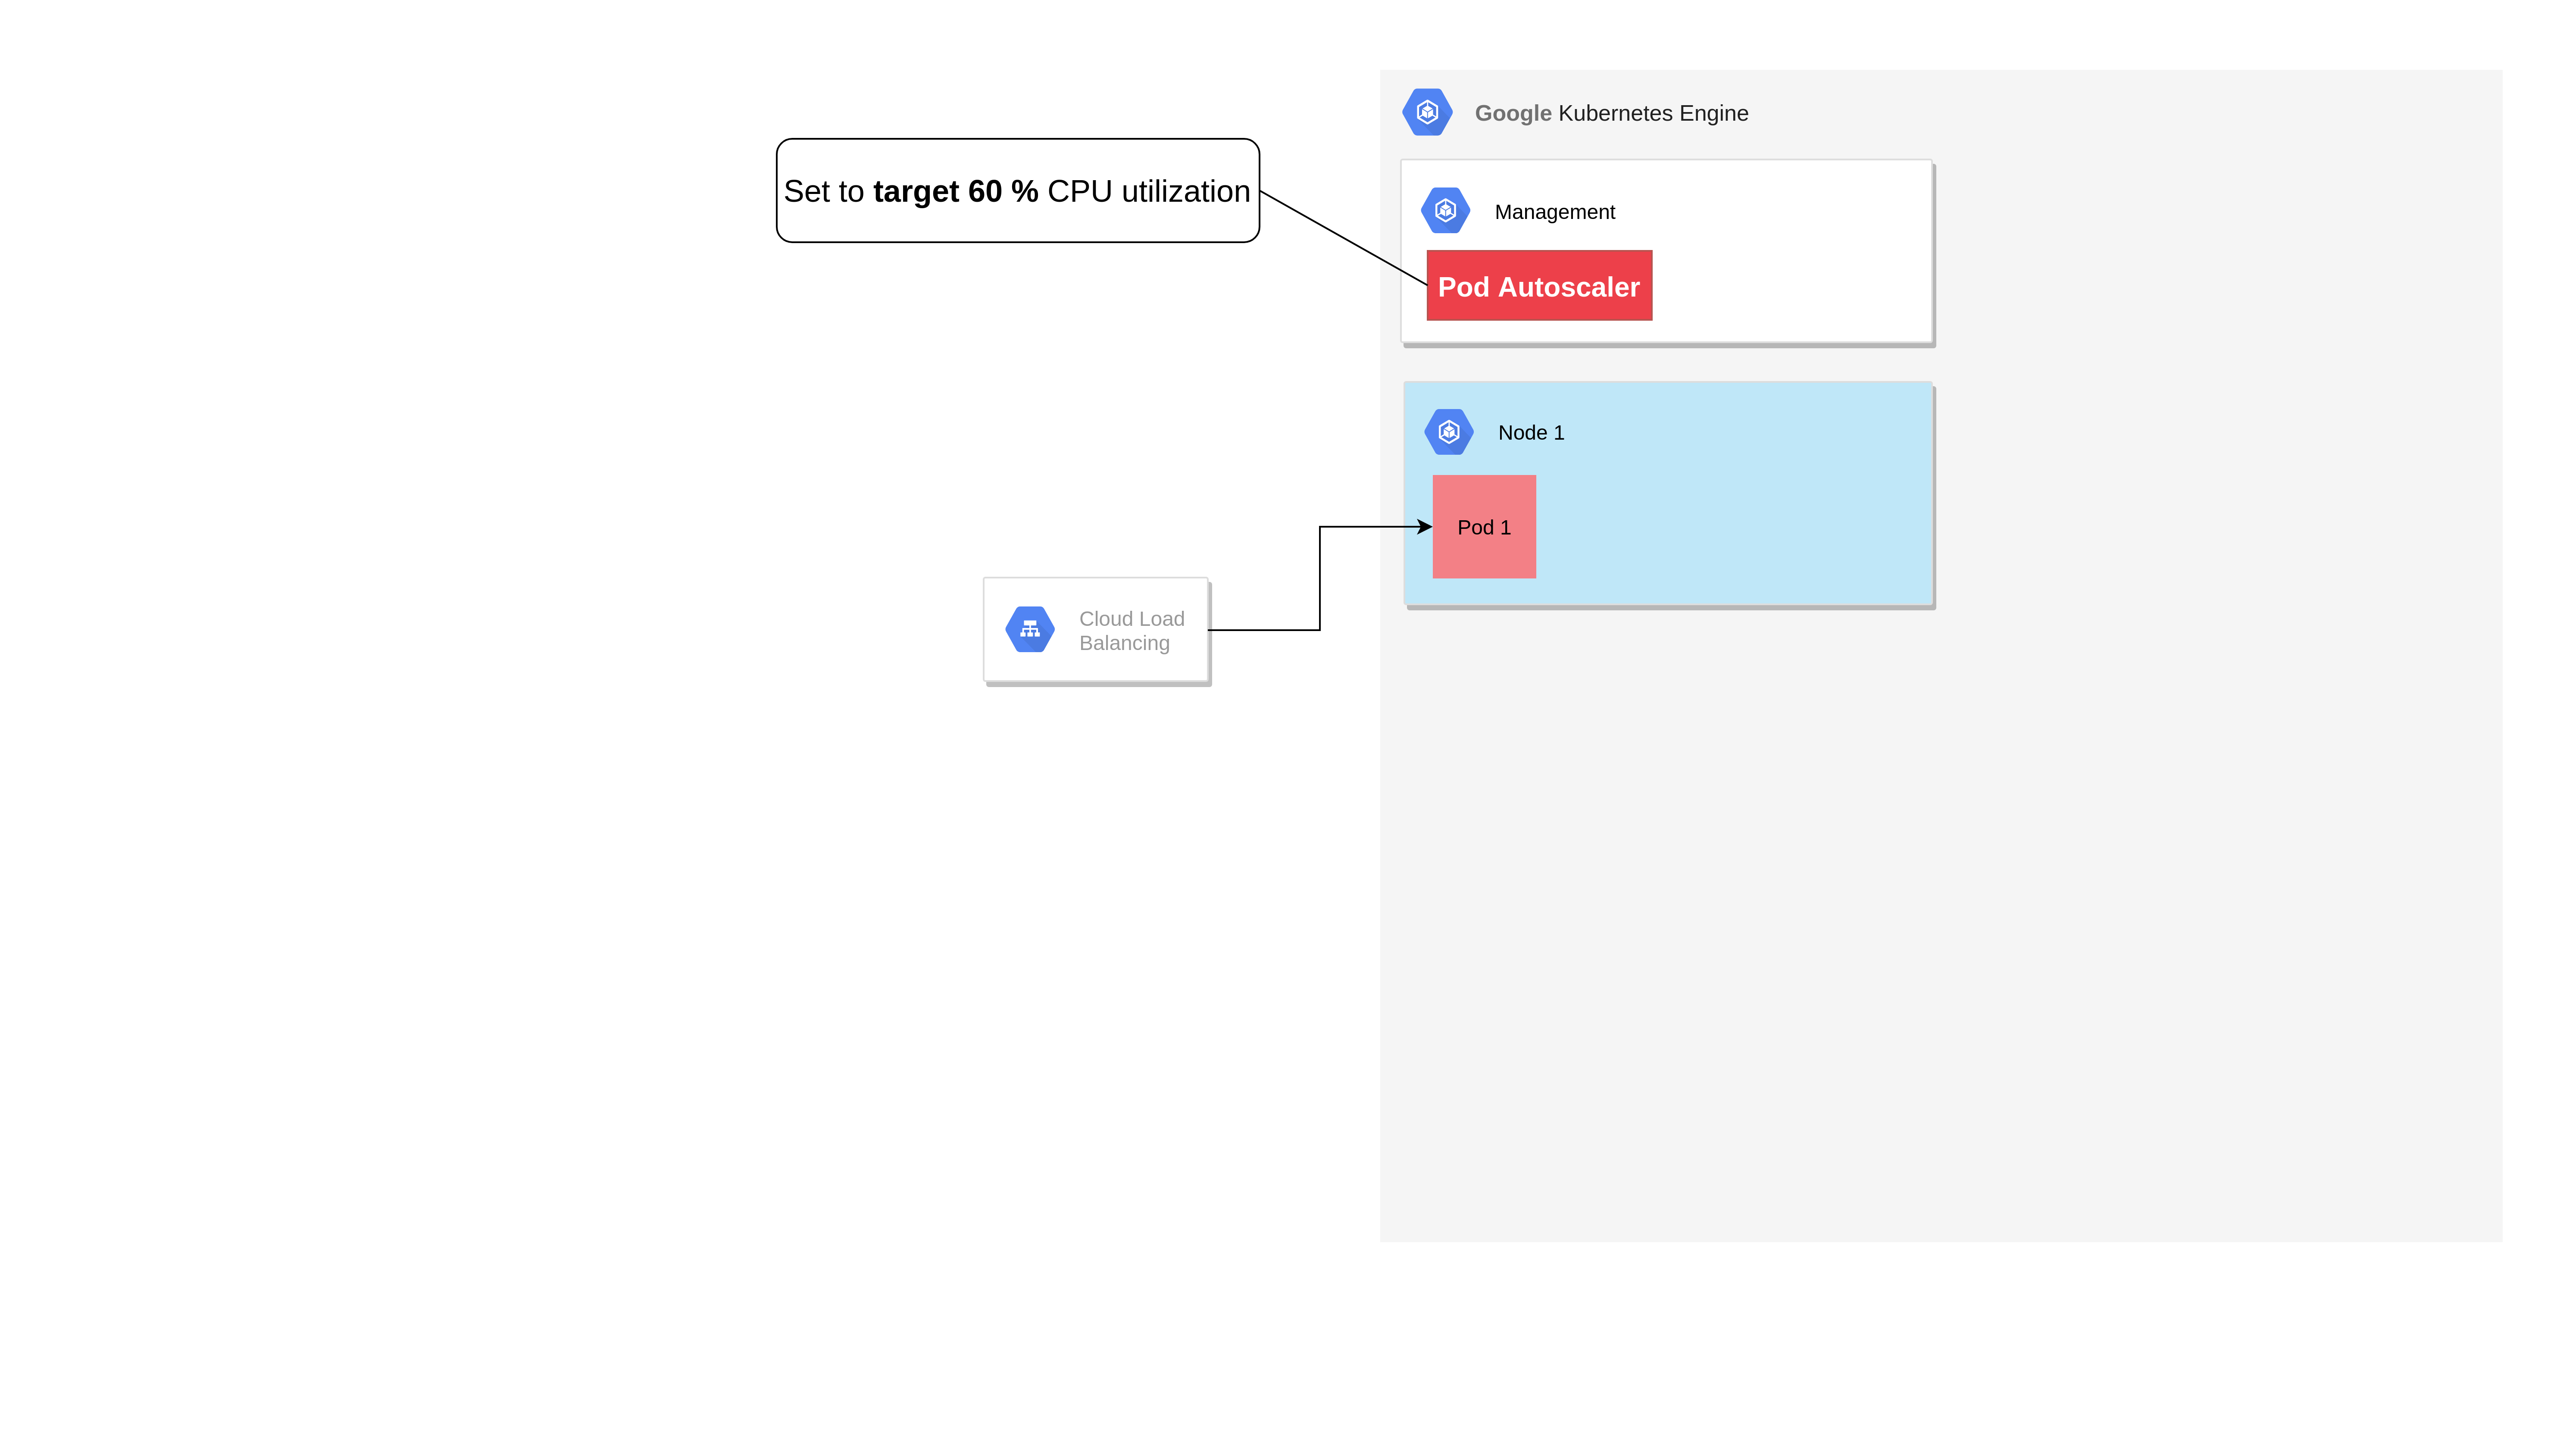 Google Kubernetes Engine
Set to target 60 % CPU utilization
Management
Pod Autoscaler
Node 1
Pod 1
Cloud Load
Balancing